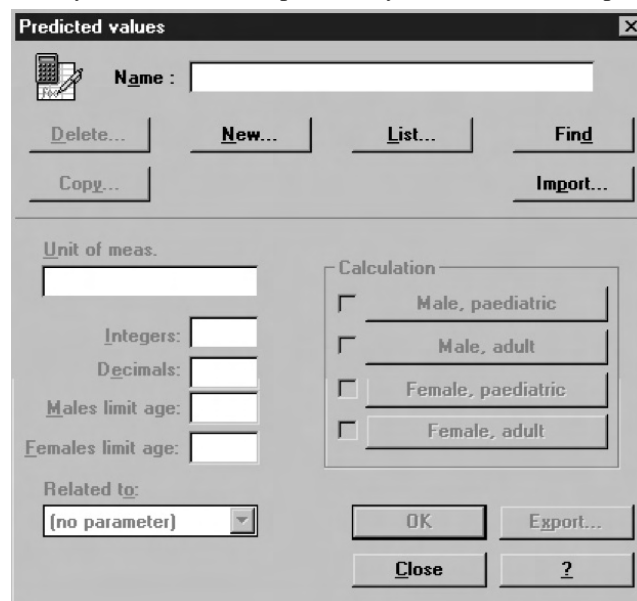 Predicted values
Name :
Delete... New... List... Find
Copy... Import...
Unit of meas.
Calculation
Male, paediatric
Integers:
Male, adult
Decimals:
Female, paediatric
Males limit age:
Female, adult
Females limit age:
Related to:
(no parameter) OK Export...
Close ?